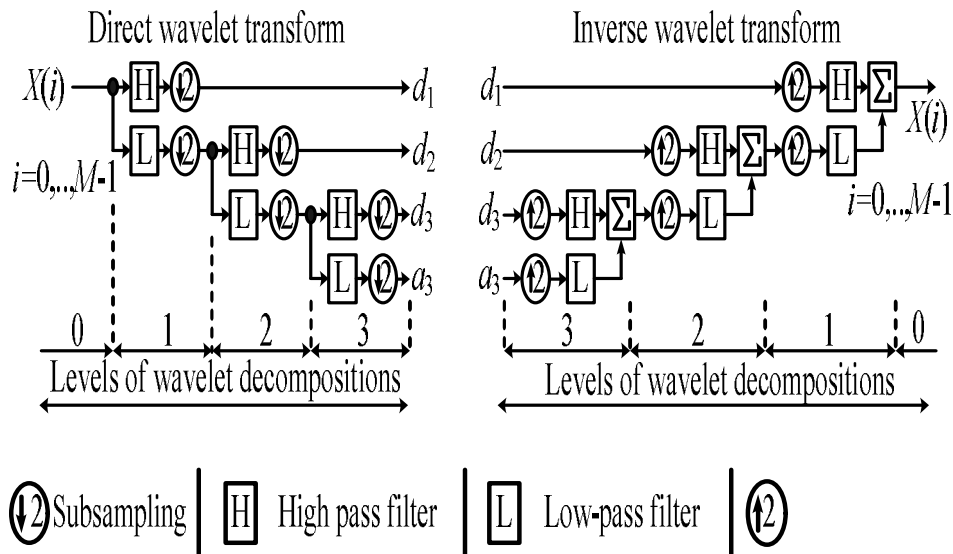 Direct wavelet transform
X(i) H ↓2 d1
L ↓2 H ↓2 d2
i=0,..,M-1
L ↓2 H ↓2 d3
L ↓2 a3
0 1 2 3
Levels of wavelet decompositions
Inverse wavelet transform
d1 ↑2 H Σ
X(i)
d2 ↑2 H Σ ↑2 L
i=0,..,M-1
d3 ↑2 H Σ ↑2 L
a3 ↑2 L
3 2 1 0
Levels of wavelet decompositions
↓2 Subsampling H High pass filter L Low-pass filter ↑2